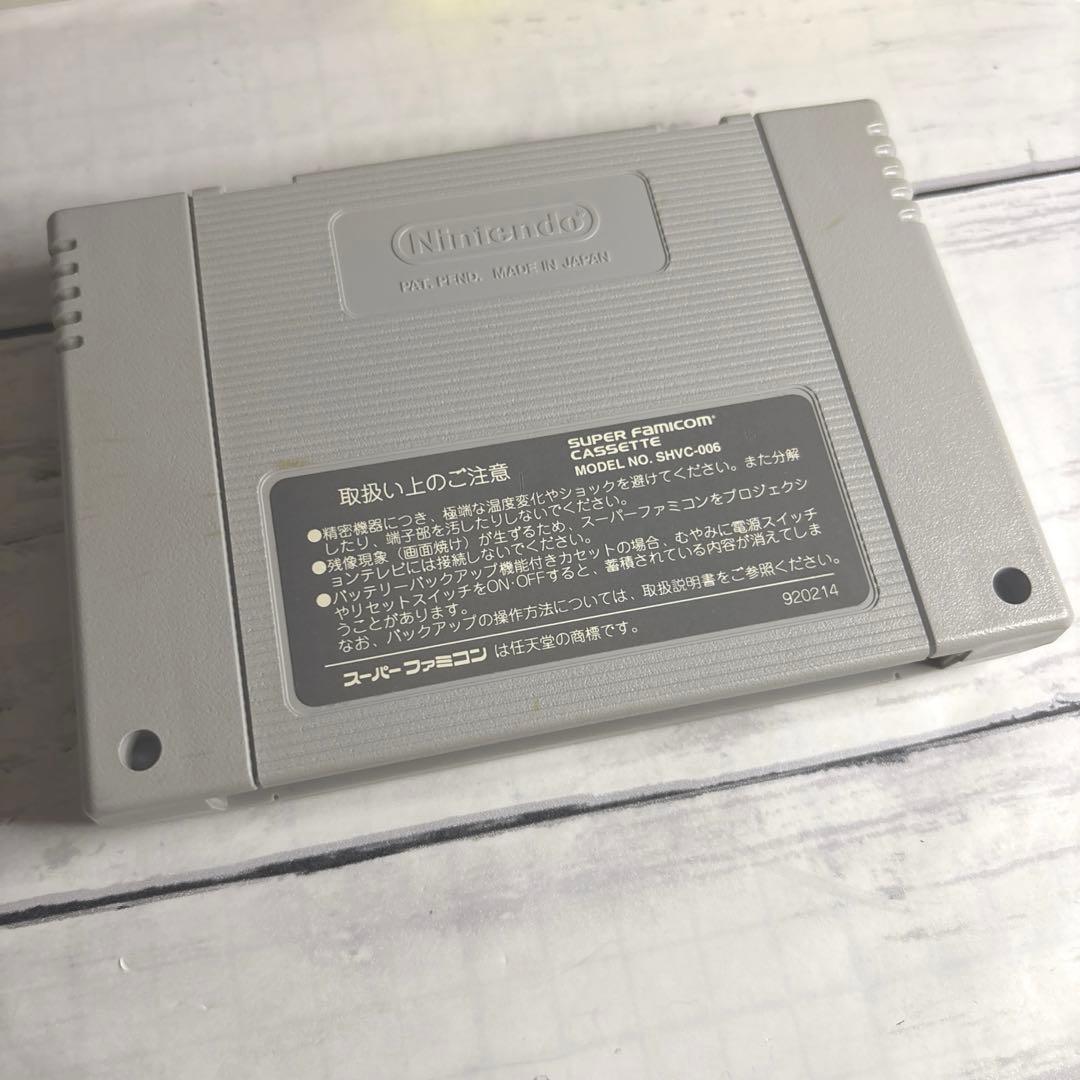 Nintendo®
PAT. PEND. MADE IN JAPAN
SUPER FAMICOM®
CASSETTE
MODEL NO. SHVC-006
取扱い上のご注意
●精密機器につき、極端な温度変化やショックを避けてください。また分解
したり、端子部を汚したりしないでください。
●残像現象（画面焼け）が生ずるため、スーパーファミコンをプロジェクシ
ョンテレビには接続しないでください。
●バッテリーバックアップ機能付きカセットの場合、むやみに電源スイッチ
やリセットスイッチをON·OFFすると、蓄積されている内容が消えてしま
うことがあります。
なお、バックアップの操作方法については、取扱説明書をご参照ください。
920214
スーパーファミコンは任天堂の商標です。